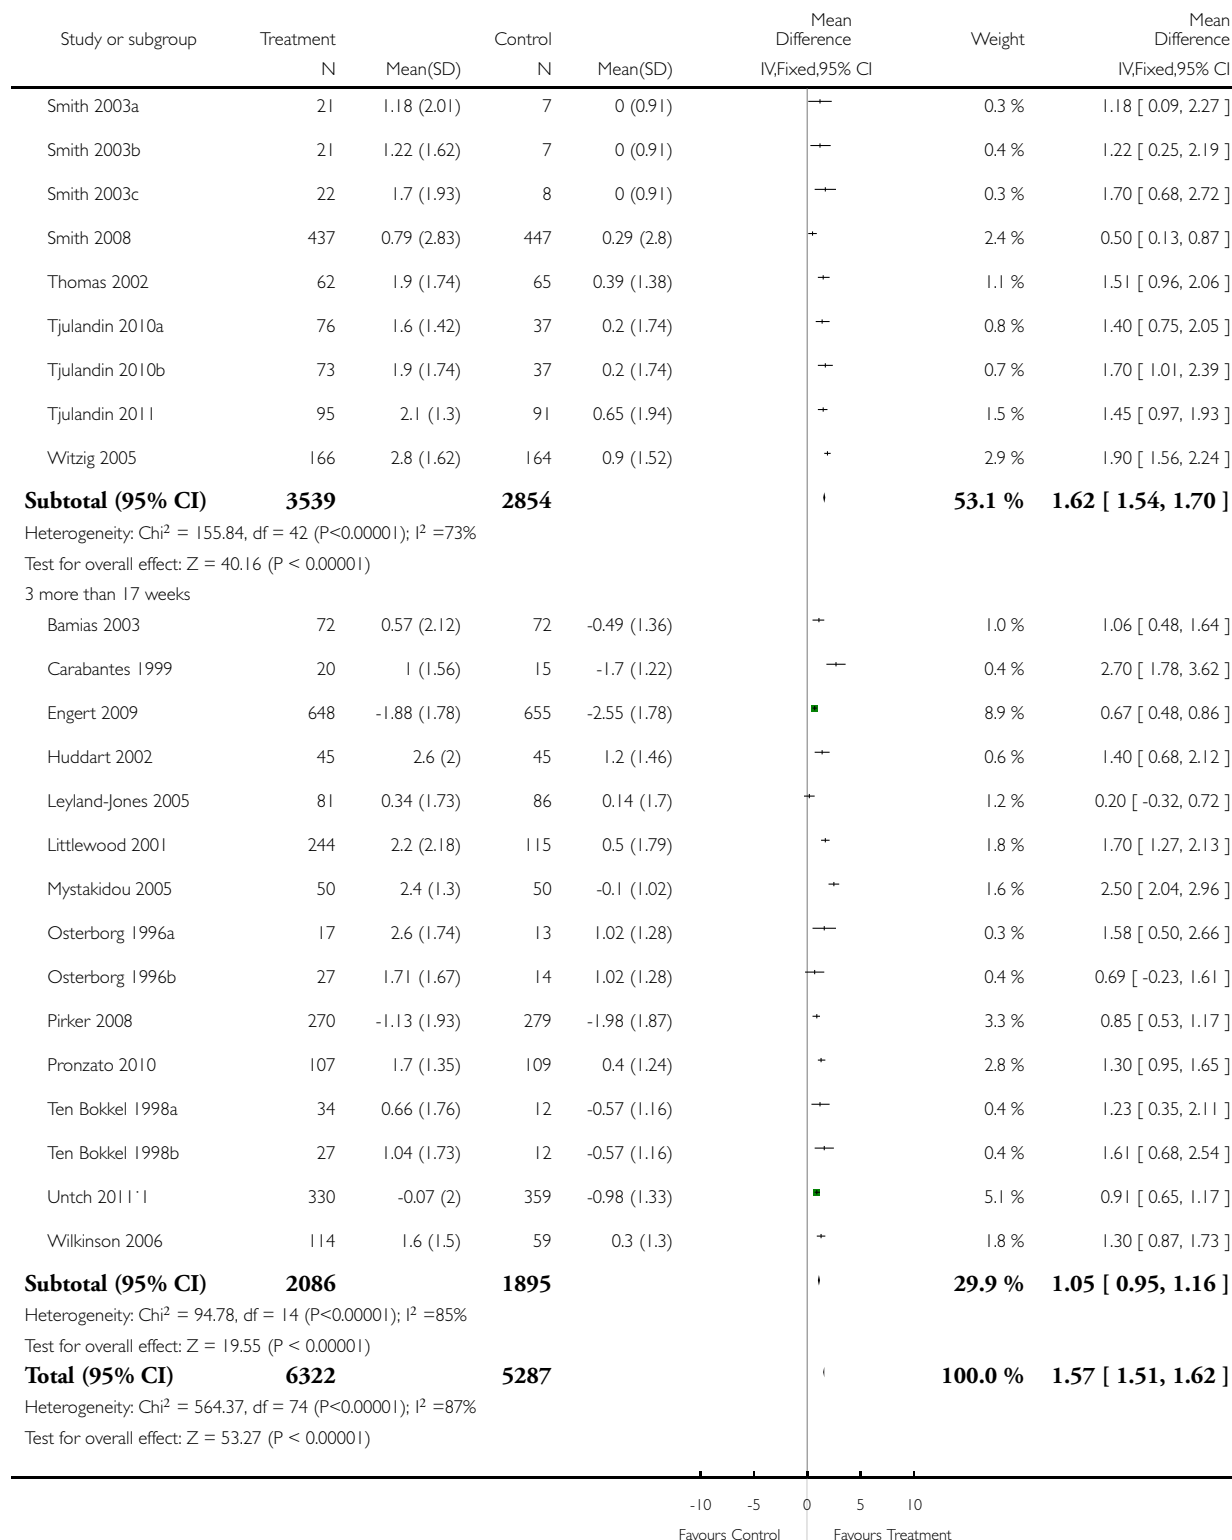 Study or subgroup Treatment Control Mean Difference Weight Mean Difference
N Mean(SD) N Mean(SD) IV,Fixed,95% CI IV,Fixed,95% CI
Smith 2003a 21 1.18 (2.01) 7 0 (0.91) 0.3 % 1.18 [ 0.09, 2.27 ]
Smith 2003b 21 1.22 (1.62) 7 0 (0.91) 0.4 % 1.22 [ 0.25, 2.19 ]
Smith 2003c 22 1.7 (1.93) 8 0 (0.91) 0.3 % 1.70 [ 0.68, 2.72 ]
Smith 2008 437 0.79 (2.83) 447 0.29 (2.8) 2.4 % 0.50 [ 0.13, 0.87 ]
Thomas 2002 62 1.9 (1.74) 65 0.39 (1.38) 1.1 % 1.51 [ 0.96, 2.06 ]
Tjulandin 2010a 76 1.6 (1.42) 37 0.2 (1.74) 0.8 % 1.40 [ 0.75, 2.05 ]
Tjulandin 2010b 73 1.9 (1.74) 37 0.2 (1.74) 0.7 % 1.70 [ 1.01, 2.39 ]
Tjulandin 2011 95 2.1 (1.3) 91 0.65 (1.94) 1.5 % 1.45 [ 0.97, 1.93 ]
Witzig 2005 166 2.8 (1.62) 164 0.9 (1.52) 2.9 % 1.90 [ 1.56, 2.24 ]
Subtotal (95% CI) 3539 2854 53.1 % 1.62 [ 1.54, 1.70 ]
Heterogeneity: Chi² = 155.84, df = 42 (P<0.00001); I² =73%
Test for overall effect: Z = 40.16 (P < 0.00001)
3 more than 17 weeks
Bamias 2003 72 0.57 (2.12) 72 -0.49 (1.36) 1.0 % 1.06 [ 0.48, 1.64 ]
Carabantes 1999 20 1 (1.56) 15 -1.7 (1.22) 0.4 % 2.70 [ 1.78, 3.62 ]
Engert 2009 648 -1.88 (1.78) 655 -2.55 (1.78) 8.9 % 0.67 [ 0.48, 0.86 ]
Huddart 2002 45 2.6 (2) 45 1.2 (1.46) 0.6 % 1.40 [ 0.68, 2.12 ]
Leyland-Jones 2005 81 0.34 (1.73) 86 0.14 (1.7) 1.2 % 0.20 [ -0.32, 0.72 ]
Littlewood 2001 244 2.2 (2.18) 115 0.5 (1.79) 1.8 % 1.70 [ 1.27, 2.13 ]
Mystakidou 2005 50 2.4 (1.3) 50 -0.1 (1.02) 1.6 % 2.50 [ 2.04, 2.96 ]
Osterborg 1996a 17 2.6 (1.74) 13 1.02 (1.28) 0.3 % 1.58 [ 0.50, 2.66 ]
Osterborg 1996b 27 1.71 (1.67) 14 1.02 (1.28) 0.4 % 0.69 [ -0.23, 1.61 ]
Pirker 2008 270 -1.13 (1.93) 279 -1.98 (1.87) 3.3 % 0.85 [ 0.53, 1.17 ]
Pronzato 2010 107 1.7 (1.35) 109 0.4 (1.24) 2.8 % 1.30 [ 0.95, 1.65 ]
Ten Bokkel 1998a 34 0.66 (1.76) 12 -0.57 (1.16) 0.4 % 1.23 [ 0.35, 2.11 ]
Ten Bokkel 1998b 27 1.04 (1.73) 12 -0.57 (1.16) 0.4 % 1.61 [ 0.68, 2.54 ]
Untch 2011˙1 330 -0.07 (2) 359 -0.98 (1.33) 5.1 % 0.91 [ 0.65, 1.17 ]
Wilkinson 2006 114 1.6 (1.5) 59 0.3 (1.3) 1.8 % 1.30 [ 0.87, 1.73 ]
Subtotal (95% CI) 2086 1895 29.9 % 1.05 [ 0.95, 1.16 ]
Heterogeneity: Chi² = 94.78, df = 14 (P<0.00001); I² =85%
Test for overall effect: Z = 19.55 (P < 0.00001)
Total (95% CI) 6322 5287 100.0 % 1.57 [ 1.51, 1.62 ]
Heterogeneity: Chi² = 564.37, df = 74 (P<0.00001); I² =87%
Test for overall effect: Z = 53.27 (P < 0.00001)
-10 -5 0 5 10
Favours Control Favours Treatment